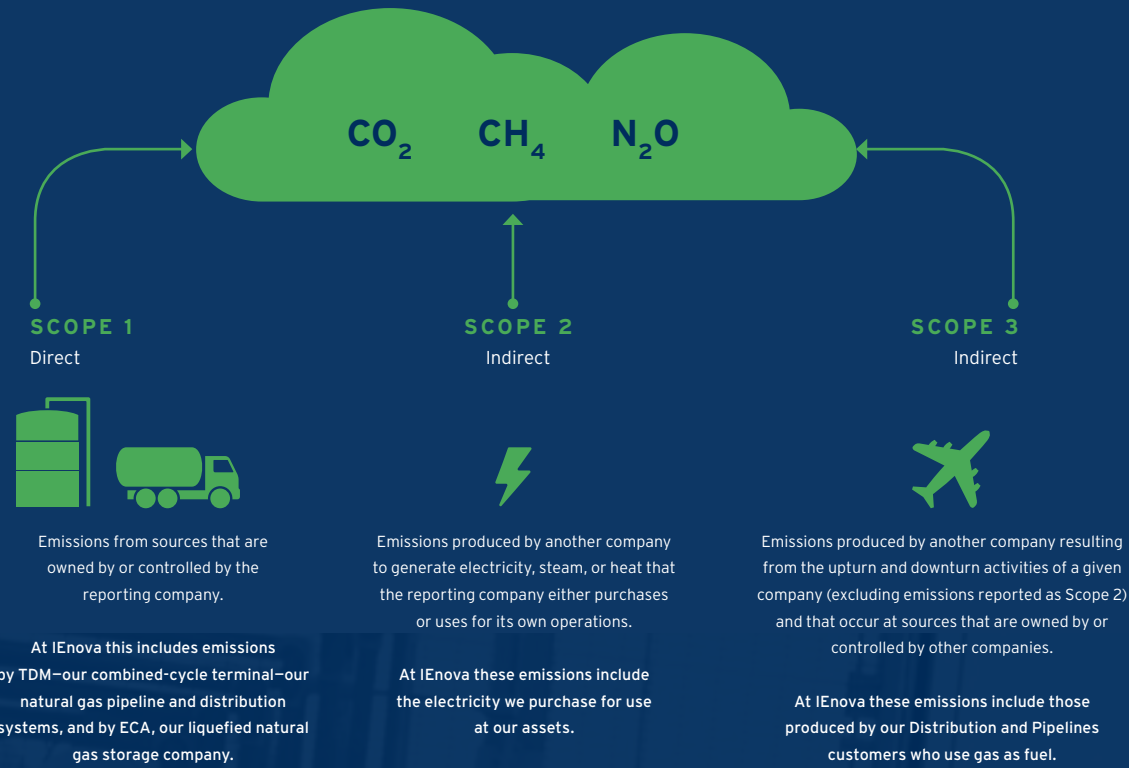 CO2 CH4 N2O
SCOPE 1
Direct
Emissions from sources that are
owned by or controlled by the
reporting company.
At IEnova this includes emissions
by TDM—our combined-cycle terminal—our
natural gas pipeline and distribution
systems, and by ECA, our liquefied natural
gas storage company.
SCOPE 2
Indirect
Emissions produced by another company
to generate electricity, steam, or heat that
the reporting company either purchases
or uses for its own operations.
At IEnova these emissions include
the electricity we purchase for use
at our assets.
SCOPE 3
Indirect
Emissions produced by another company resulting
from the upturn and downturn activities of a given
company (excluding emissions reported as Scope 2)
and that occur at sources that are owned by or
controlled by other companies.
At IEnova these emissions include those
produced by our Distribution and Pipelines
customers who use gas as fuel.